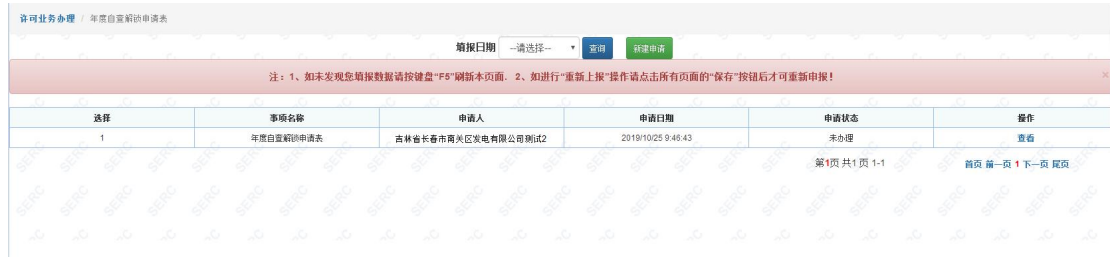 许可业务办理 / 年度自查解锁申请表
填报日期 --请选择-- 查询 新建申请
注：1、如未发现您填报数据请按键盘“F5”刷新本页面. 2、如进行“重新上报”操作请点击所有页面的“保存”按钮后才可重新申报！ ×
选择 事项名称 申请人 申请日期 申请状态 操作
1 年度自查解锁申请表 吉林省长春市南关区发电有限公司测试2 2019/10/25 9:46:43 未办理 查看
第1页 共1页 1-1 首页 前一页 1 下一页 尾页
SERC